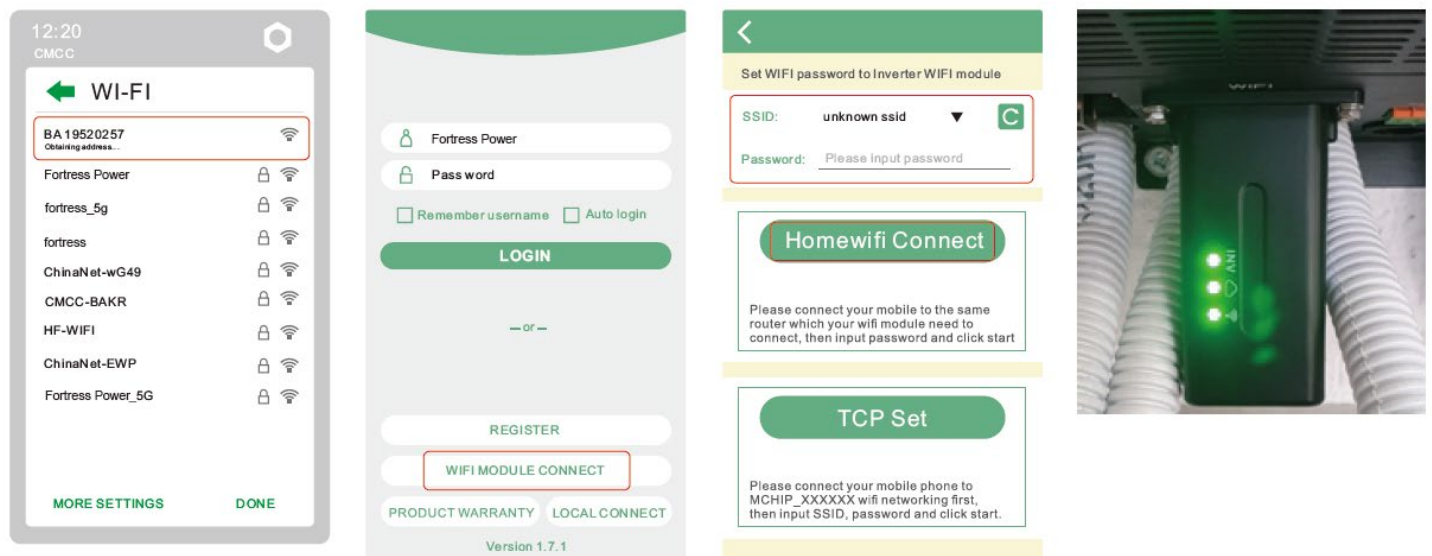 12:20
CMCC
WI-FI
BA19520257
Obtaining address...
Fortress Power
fortress_5g
fortress
ChinaNet-wG49
CMCC-BAKR
HF-WIFI
ChinaNet-EWP
Fortress Power_5G
MORE SETTINGS DONE
Fortress Power
Pass word
Remember username Auto login
LOGIN
— or —
REGISTER
WIFI MODULE CONNECT
PRODUCT WARRANTY LOCAL CONNECT
Version 1.7.1
Set WIFI password to Inverter WIFI module
SSID: unknown ssid
Password: Please input password
Homewifi Connect
Please connect your mobile to the same
router which your wifi module need to
connect, then input password and click start
TCP Set
Please connect your mobile phone to
MCHIP_XXXXXX wifi networking first,
then input SSID, password and click start.
WIFI
INV